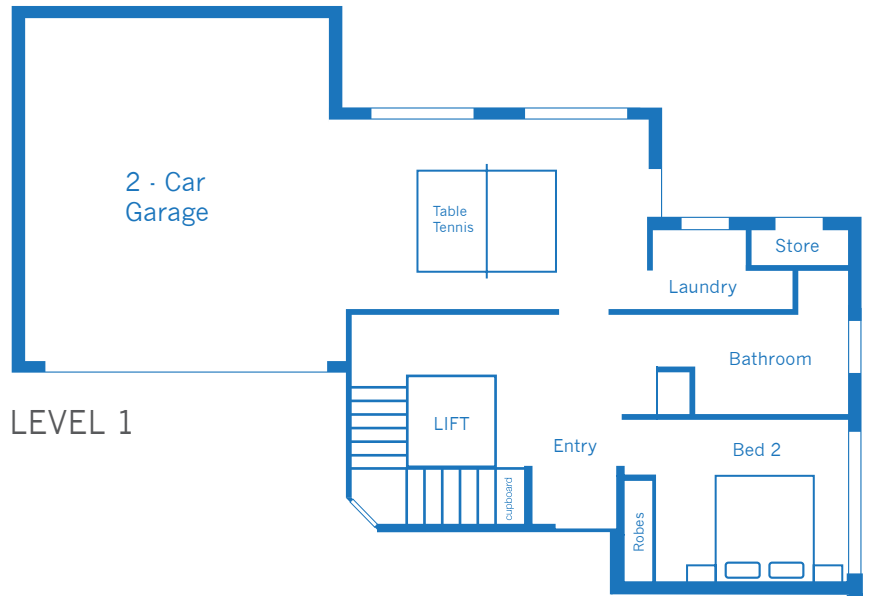 2 - Car
Garage
Table
Tennis
Store
Laundry
Bathroom
LEVEL 1
LIFT
Entry
Bed 2
cupboard
Robes